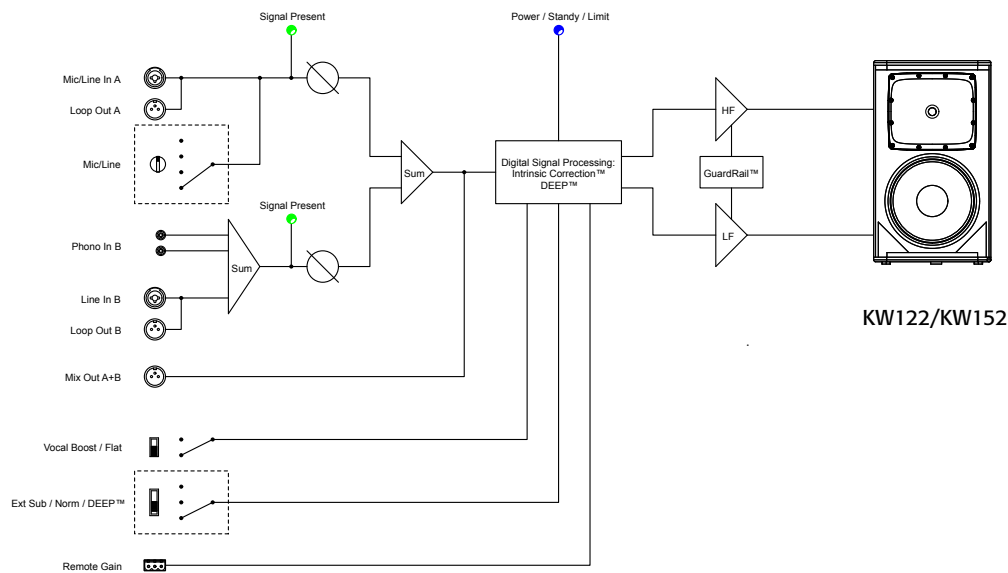 Signal Present
Power / Standy / Limit
Mic/Line In A
Loop Out A
Mic/Line
HF
Digital Signal Processing:
Intrinsic Correction™
DEEP™
GuardRail™
Sum
Signal Present
Phono In B
Sum
LF
Line In B
Loop Out B
KW122/KW152
Mix Out A+B
Vocal Boost / Flat
Ext Sub / Norm / DEEP™
Remote Gain